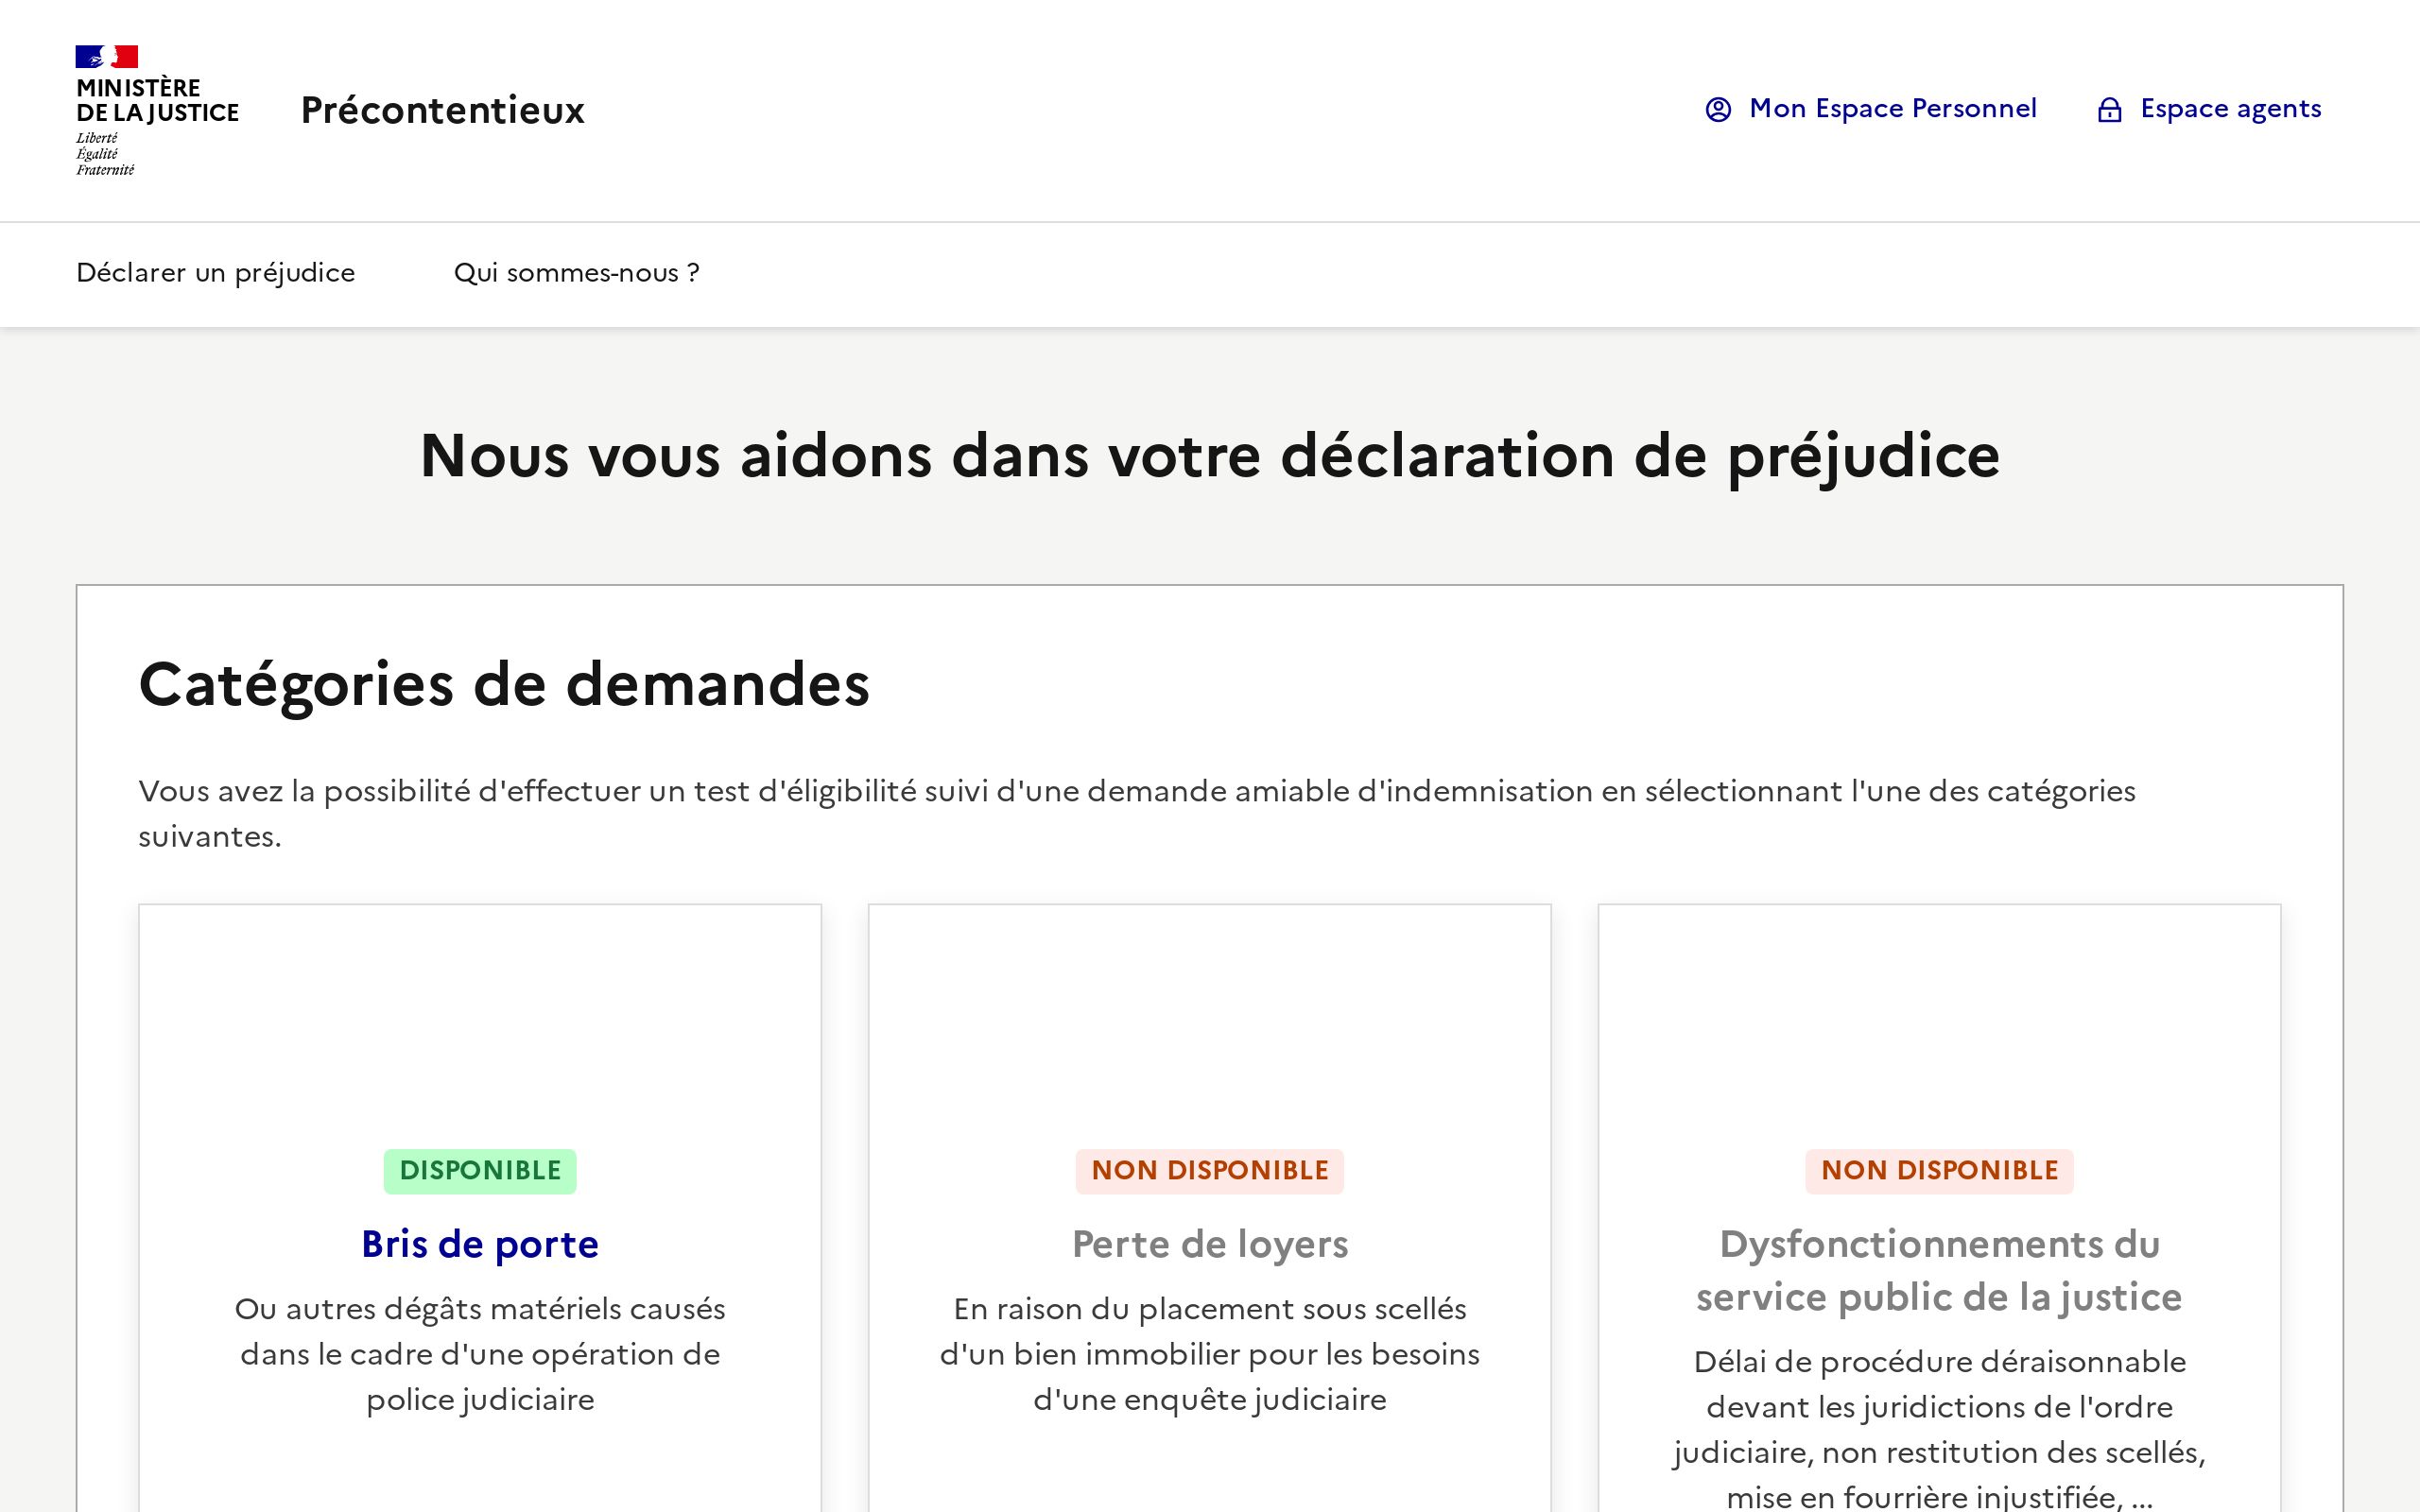 MINISTÈRE
DE LA JUSTICE
Liberté
Égalité
Fraternité
Précontentieux
Mon Espace Personnel
Espace agents
Déclarer un préjudice
Qui sommes-nous ?
Nous vous aidons dans votre déclaration de préjudice
Catégories de demandes
Vous avez la possibilité d'effectuer un test d'éligibilité suivi d'une demande amiable d'indemnisation en sélectionnant l'une des catégories
suivantes.
DISPONIBLE
Bris de porte
Ou autres dégâts matériels causés
dans le cadre d'une opération de
police judiciaire
NON DISPONIBLE
Perte de loyers
En raison du placement sous scellés
d'un bien immobilier pour les besoins
d'une enquête judiciaire
NON DISPONIBLE
Dysfonctionnements du
service public de la justice
Délai de procédure déraisonnable
devant les juridictions de l'ordre
judiciaire, non restitution des scellés,
mise en fourrière injustifiée, ...